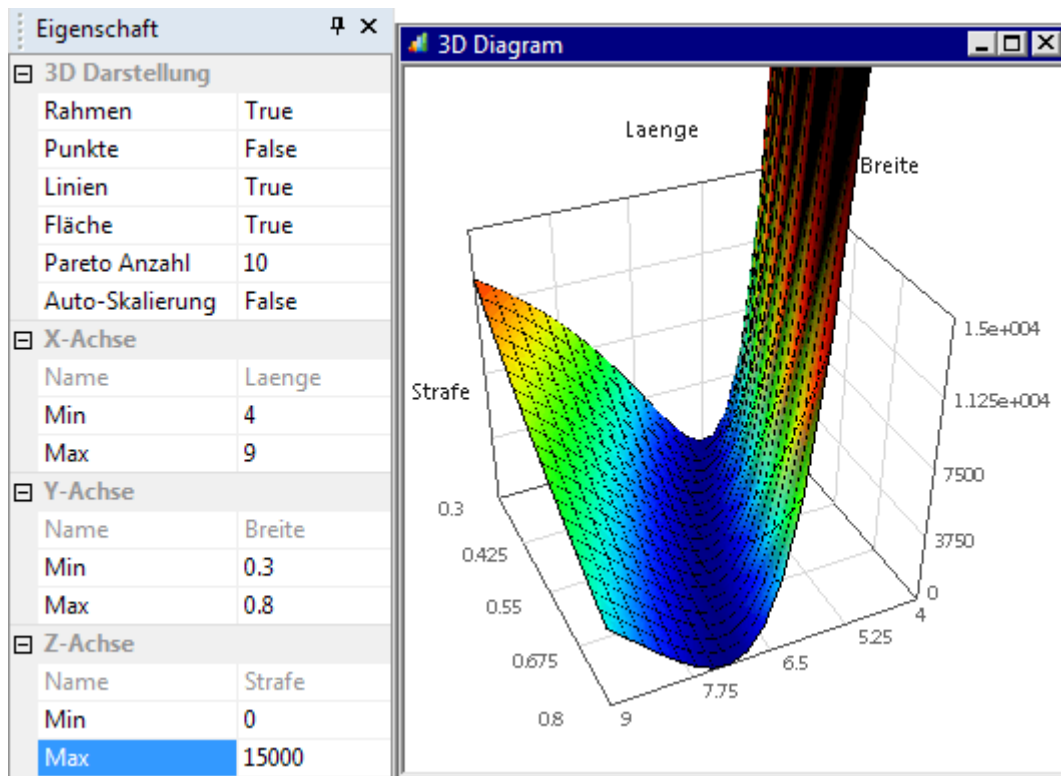 Eigenschaft
3D Darstellung
Rahmen True
Punkte False
Linien True
Fläche True
Pareto Anzahl 10
Auto-Skalierung False
X-Achse
Name Laenge
Min 4
Max 9
Y-Achse
Name Breite
Min 0.3
Max 0.8
Z-Achse
Name Strafe
Min 0
Max 15000
3D Diagram
Laenge
Breite
Strafe
1.5e+004
1.125e+004
7500
3750
0
0.3
0.425
0.55
0.675
0.8
9
7.75
6.5
5.25
4